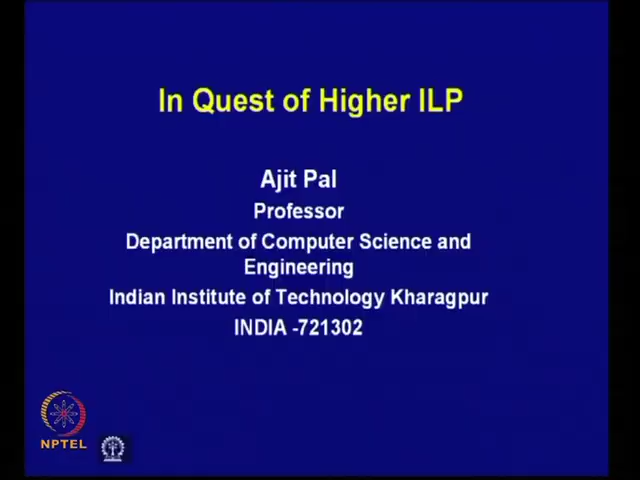 In Quest of Higher ILP
Ajit Pal
Professor
Department of Computer Science and
Engineering
Indian Institute of Technology Kharagpur
INDIA -721302
NPTEL